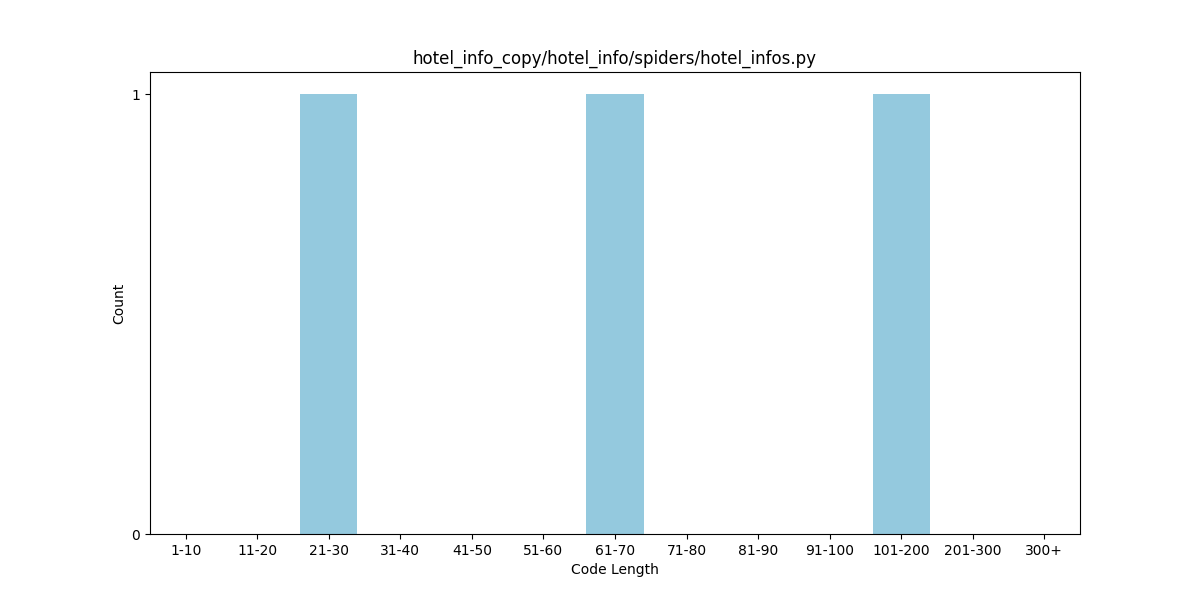 hotel_info_copy/hotel_info/spiders/hotel_infos.py
1
Count
0
1-10 11-20 21-30 31-40 41-50 51-60 61-70 71-80 81-90 91-100 101-200 201-300 300+
Code Length